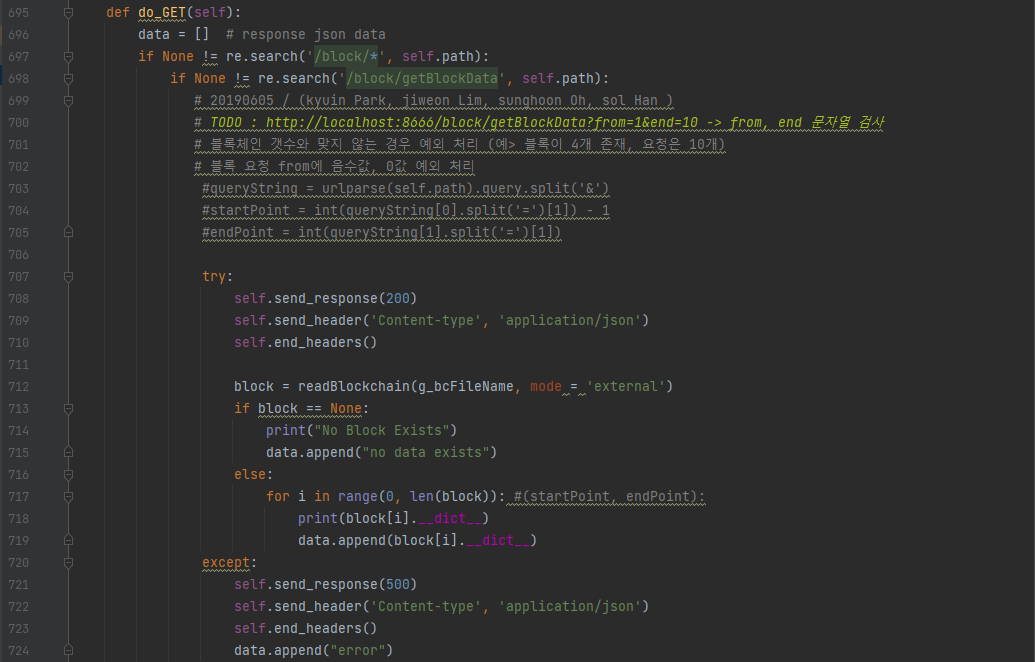 695 def do_GET(self):
696 data = []  # response json data
697 if None != re.search('/block/*', self.path):
698 if None != re.search('/block/getBlockData', self.path):
699 # 20190605 / (kyuin Park, jiweon Lim, sunghoon Oh, sol Han )
700 # TODO : http://localhost:8666/block/getBlockData?from=1&end=10 -> from, end 문자열 검사
701 # 블록체인 갯수와 맞지 않는 경우 예외 처리 (예> 블록이 4개 존재, 요청은 10개)
702 # 블록 요청 from에 음수값, 0값 예외 처리
703 #queryString = urlparse(self.path).query.split('&')
704 #startPoint = int(queryString[0].split('=')[1]) - 1
705 #endPoint = int(queryString[1].split('=')[1])
706
707 try:
708 self.send_response(200)
709 self.send_header('Content-type', 'application/json')
710 self.end_headers()
711
712 block = readBlockchain(g_bcFileName, mode = 'external')
713 if block == None:
714 print("No Block Exists")
715 data.append("no data exists")
716 else:
717 for i in range(0, len(block)): #(startPoint, endPoint):
718 print(block[i].__dict__)
719 data.append(block[i].__dict__)
720 except:
721 self.send_response(500)
722 self.send_header('Content-type', 'application/json')
723 self.end_headers()
724 data.append("error")